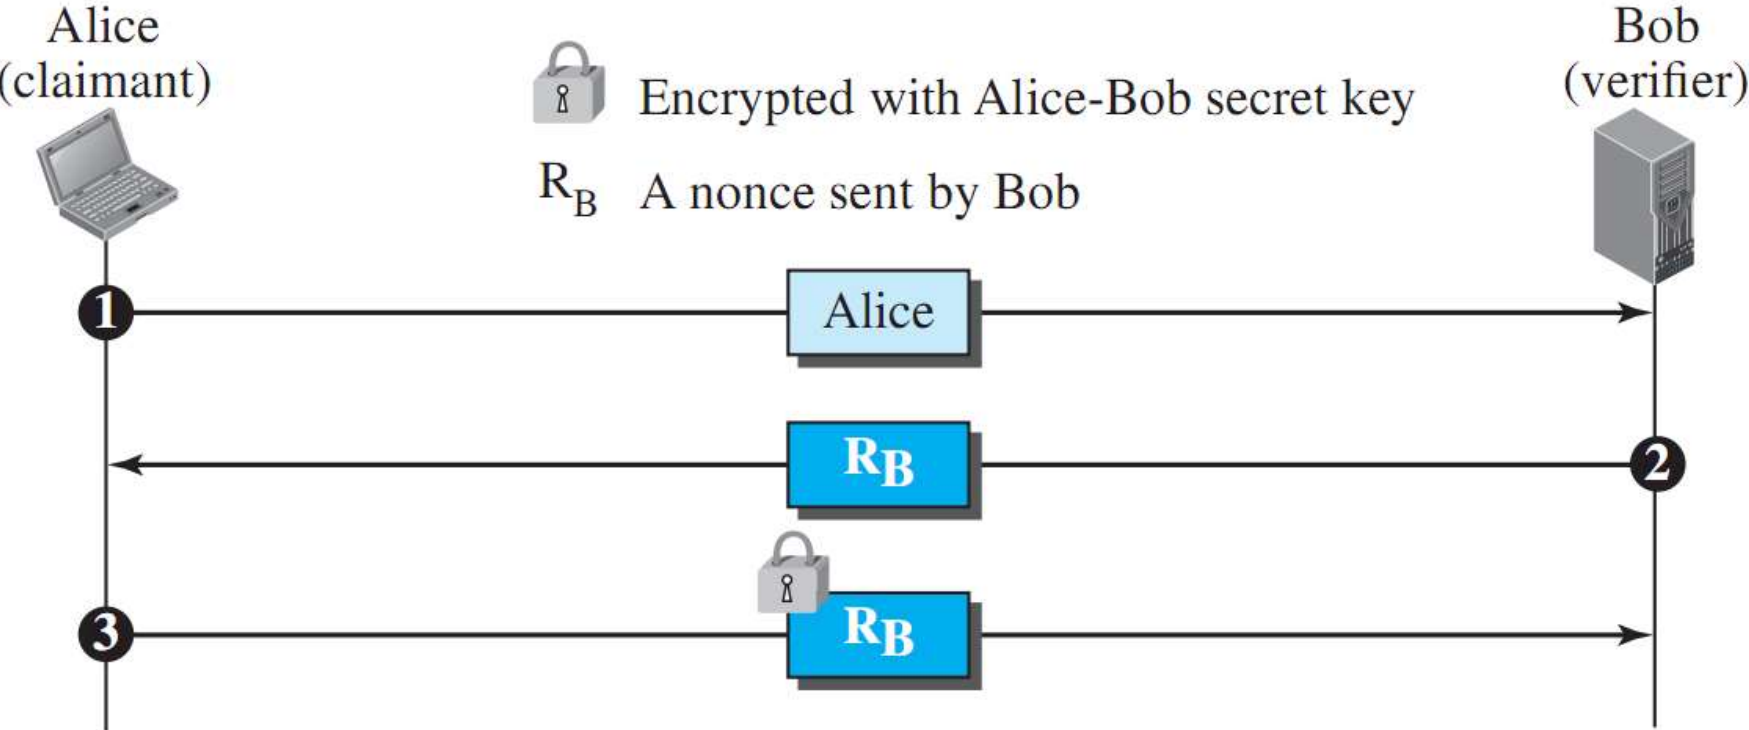 Alice
(claimant)
Bob
(verifier)
Encrypted with Alice-Bob secret key
R_B A nonce sent by Bob
1
Alice
R_B
2
3
R_B